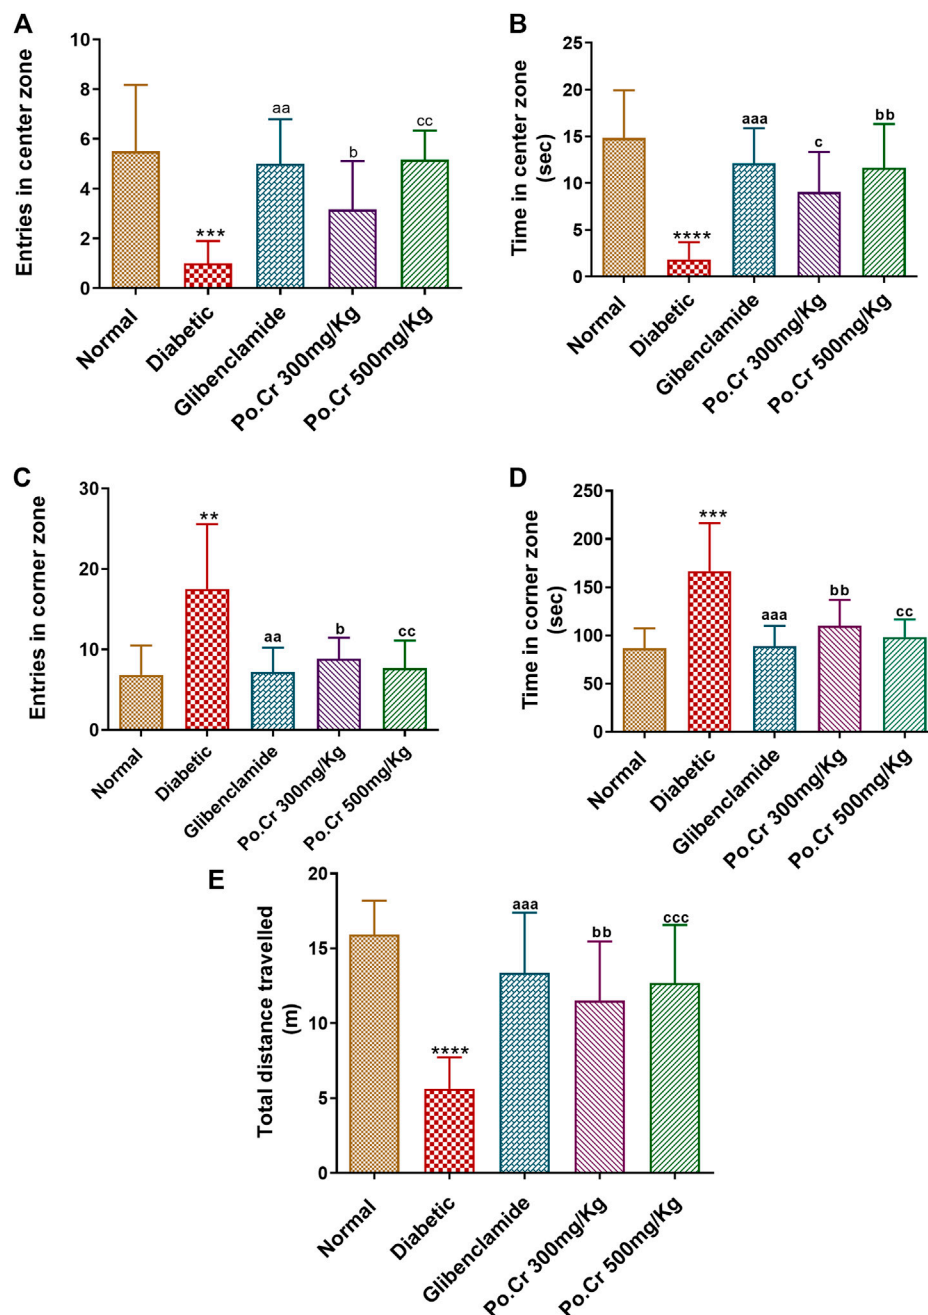 A
Entries in center zone
10
8
6
4
2
0
***
aa
b
cc
Normal
Diabetic
Glibenclamide
Po.Cr 300mg/Kg
Po.Cr 500mg/Kg
B
Time in center zone
(sec)
25
20
15
10
5
0
****
aaa
c
bb
Normal
Diabetic
Gibenclamide
Po.Cr 300mg/Kg
Po.Cr 500mg/Kg
C
Entries in corner zone
30
20
10
0
**
aa
b
cc
Normal
Diabetic
Glibenclamide
Po.Cr 300mg/Kg
Po.Cr 500mg/Kg
D
Time in corner zone
(sec)
250
200
150
100
50
0
***
aaa
bb
cc
Normal
Diabetic
Glibenclamide
Po.Cr 300mg/Kg
Po.Cr 500mg/Kg
E
Total distance travelled
(m)
20
15
10
5
0
****
aaa
bb
ccc
Normal
Diabetic
Glibenclamide
Po.Cr 300mg/Kg
Po.Cr 500mg/Kg